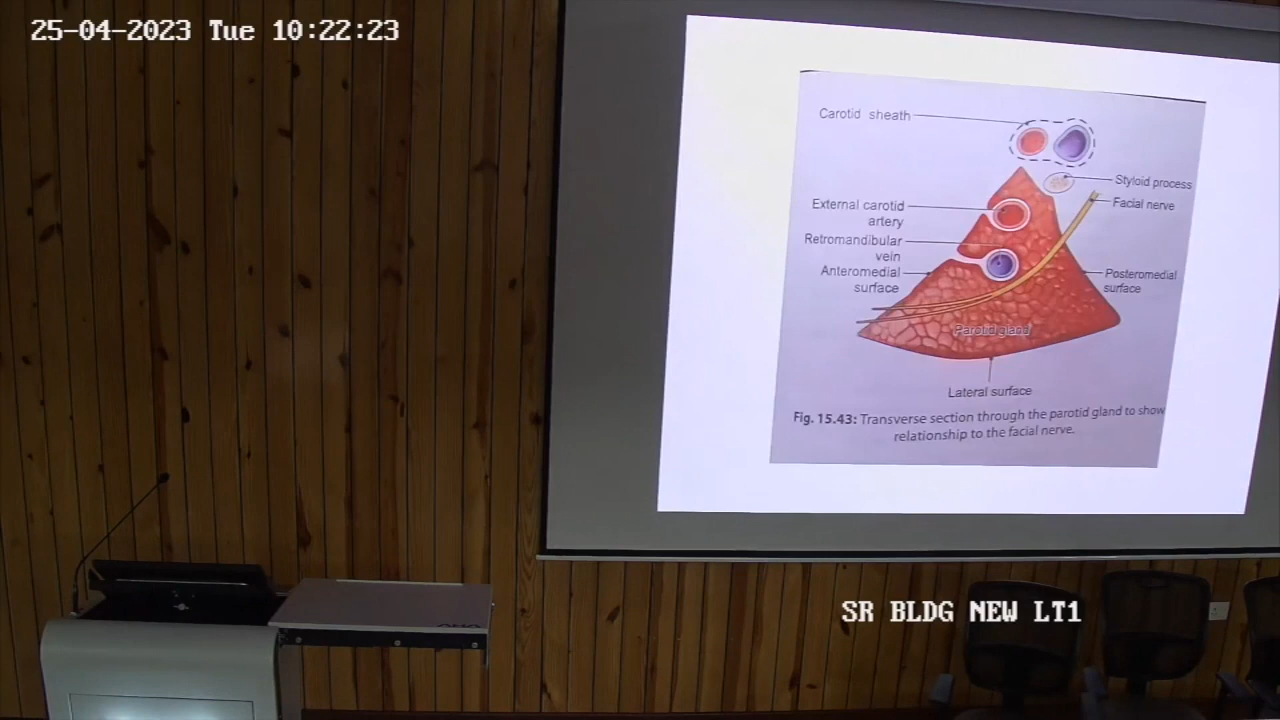 25-04-2023 Tue 10:22:23
Carotid sheath
Styloid process
Facial nerve
External carotid
artery
Retromandibular
vein
Anteromedial
surface
Posteromedial
surface
Parotid gland
Lateral surface
Fig. 15.43: Transverse section through the parotid gland to show
relationship to the facial nerve.
SR BLDG NEW LT1